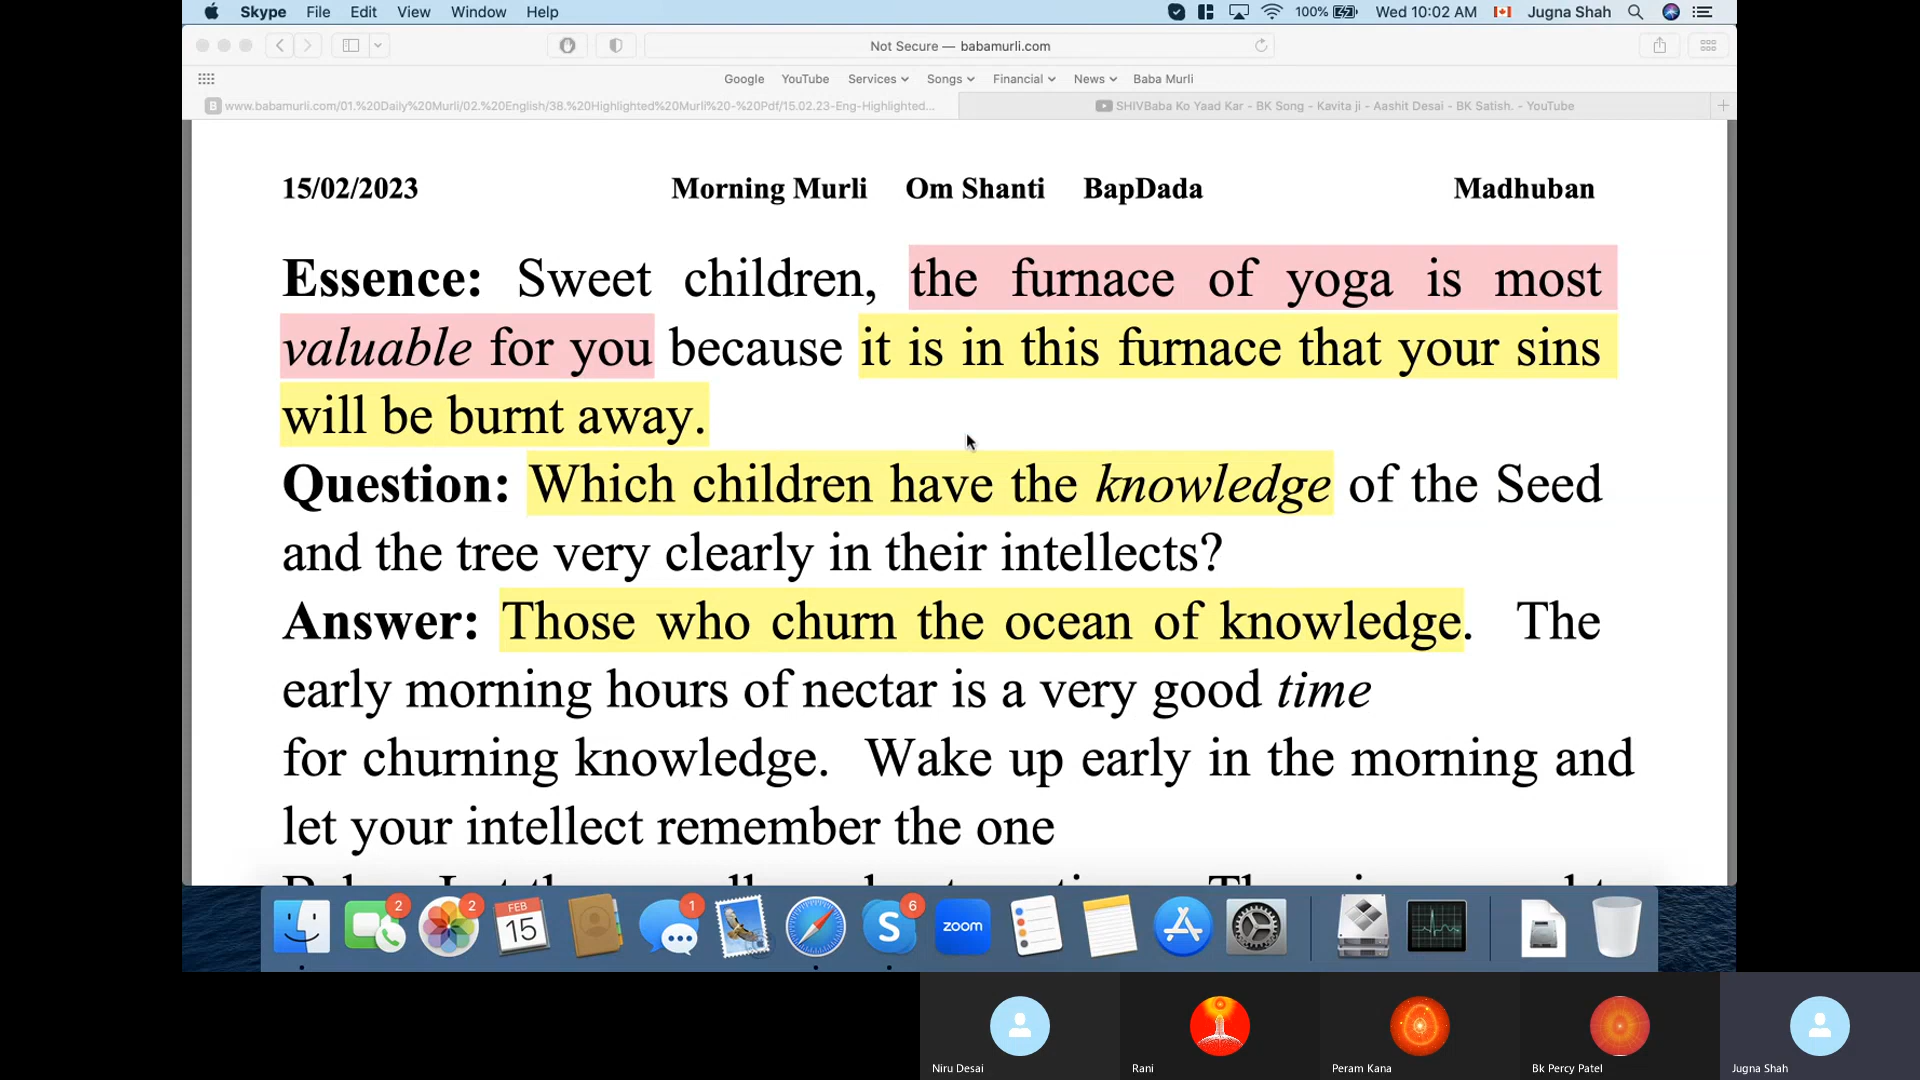 Skype File Edit View Window Help 100% Wed 10:02 AM Jugna Shah
Not Secure — babamurli.com
Google YouTube Services Songs Financial News Baba Murli
www.babamurli.com/01.%20Daily%20Murli/02.%20English/38.%20Highlighted%20Murli%20-%20Pdf/15.02.23-Eng-Highlighted... SHIVBaba Ko Yaad Kar - BK Song - Kavita ji - Aashit Desai - BK Satish. - YouTube
15/02/2023 Morning Murli Om Shanti BapDada Madhuban
Essence: Sweet children, the furnace of yoga is most
valuable for you because it is in this furnace that your sins
will be burnt away.
Question: Which children have the knowledge of the Seed
and the tree very clearly in their intellects?
Answer: Those who churn the ocean of knowledge. The
early morning hours of nectar is a very good time
for churning knowledge. Wake up early in the morning and
let your intellect remember the one
2 2 FEB 15 1 6 zoom
Niru Desai Rani Peram Kana Bk Percy Patel Jugna Shah